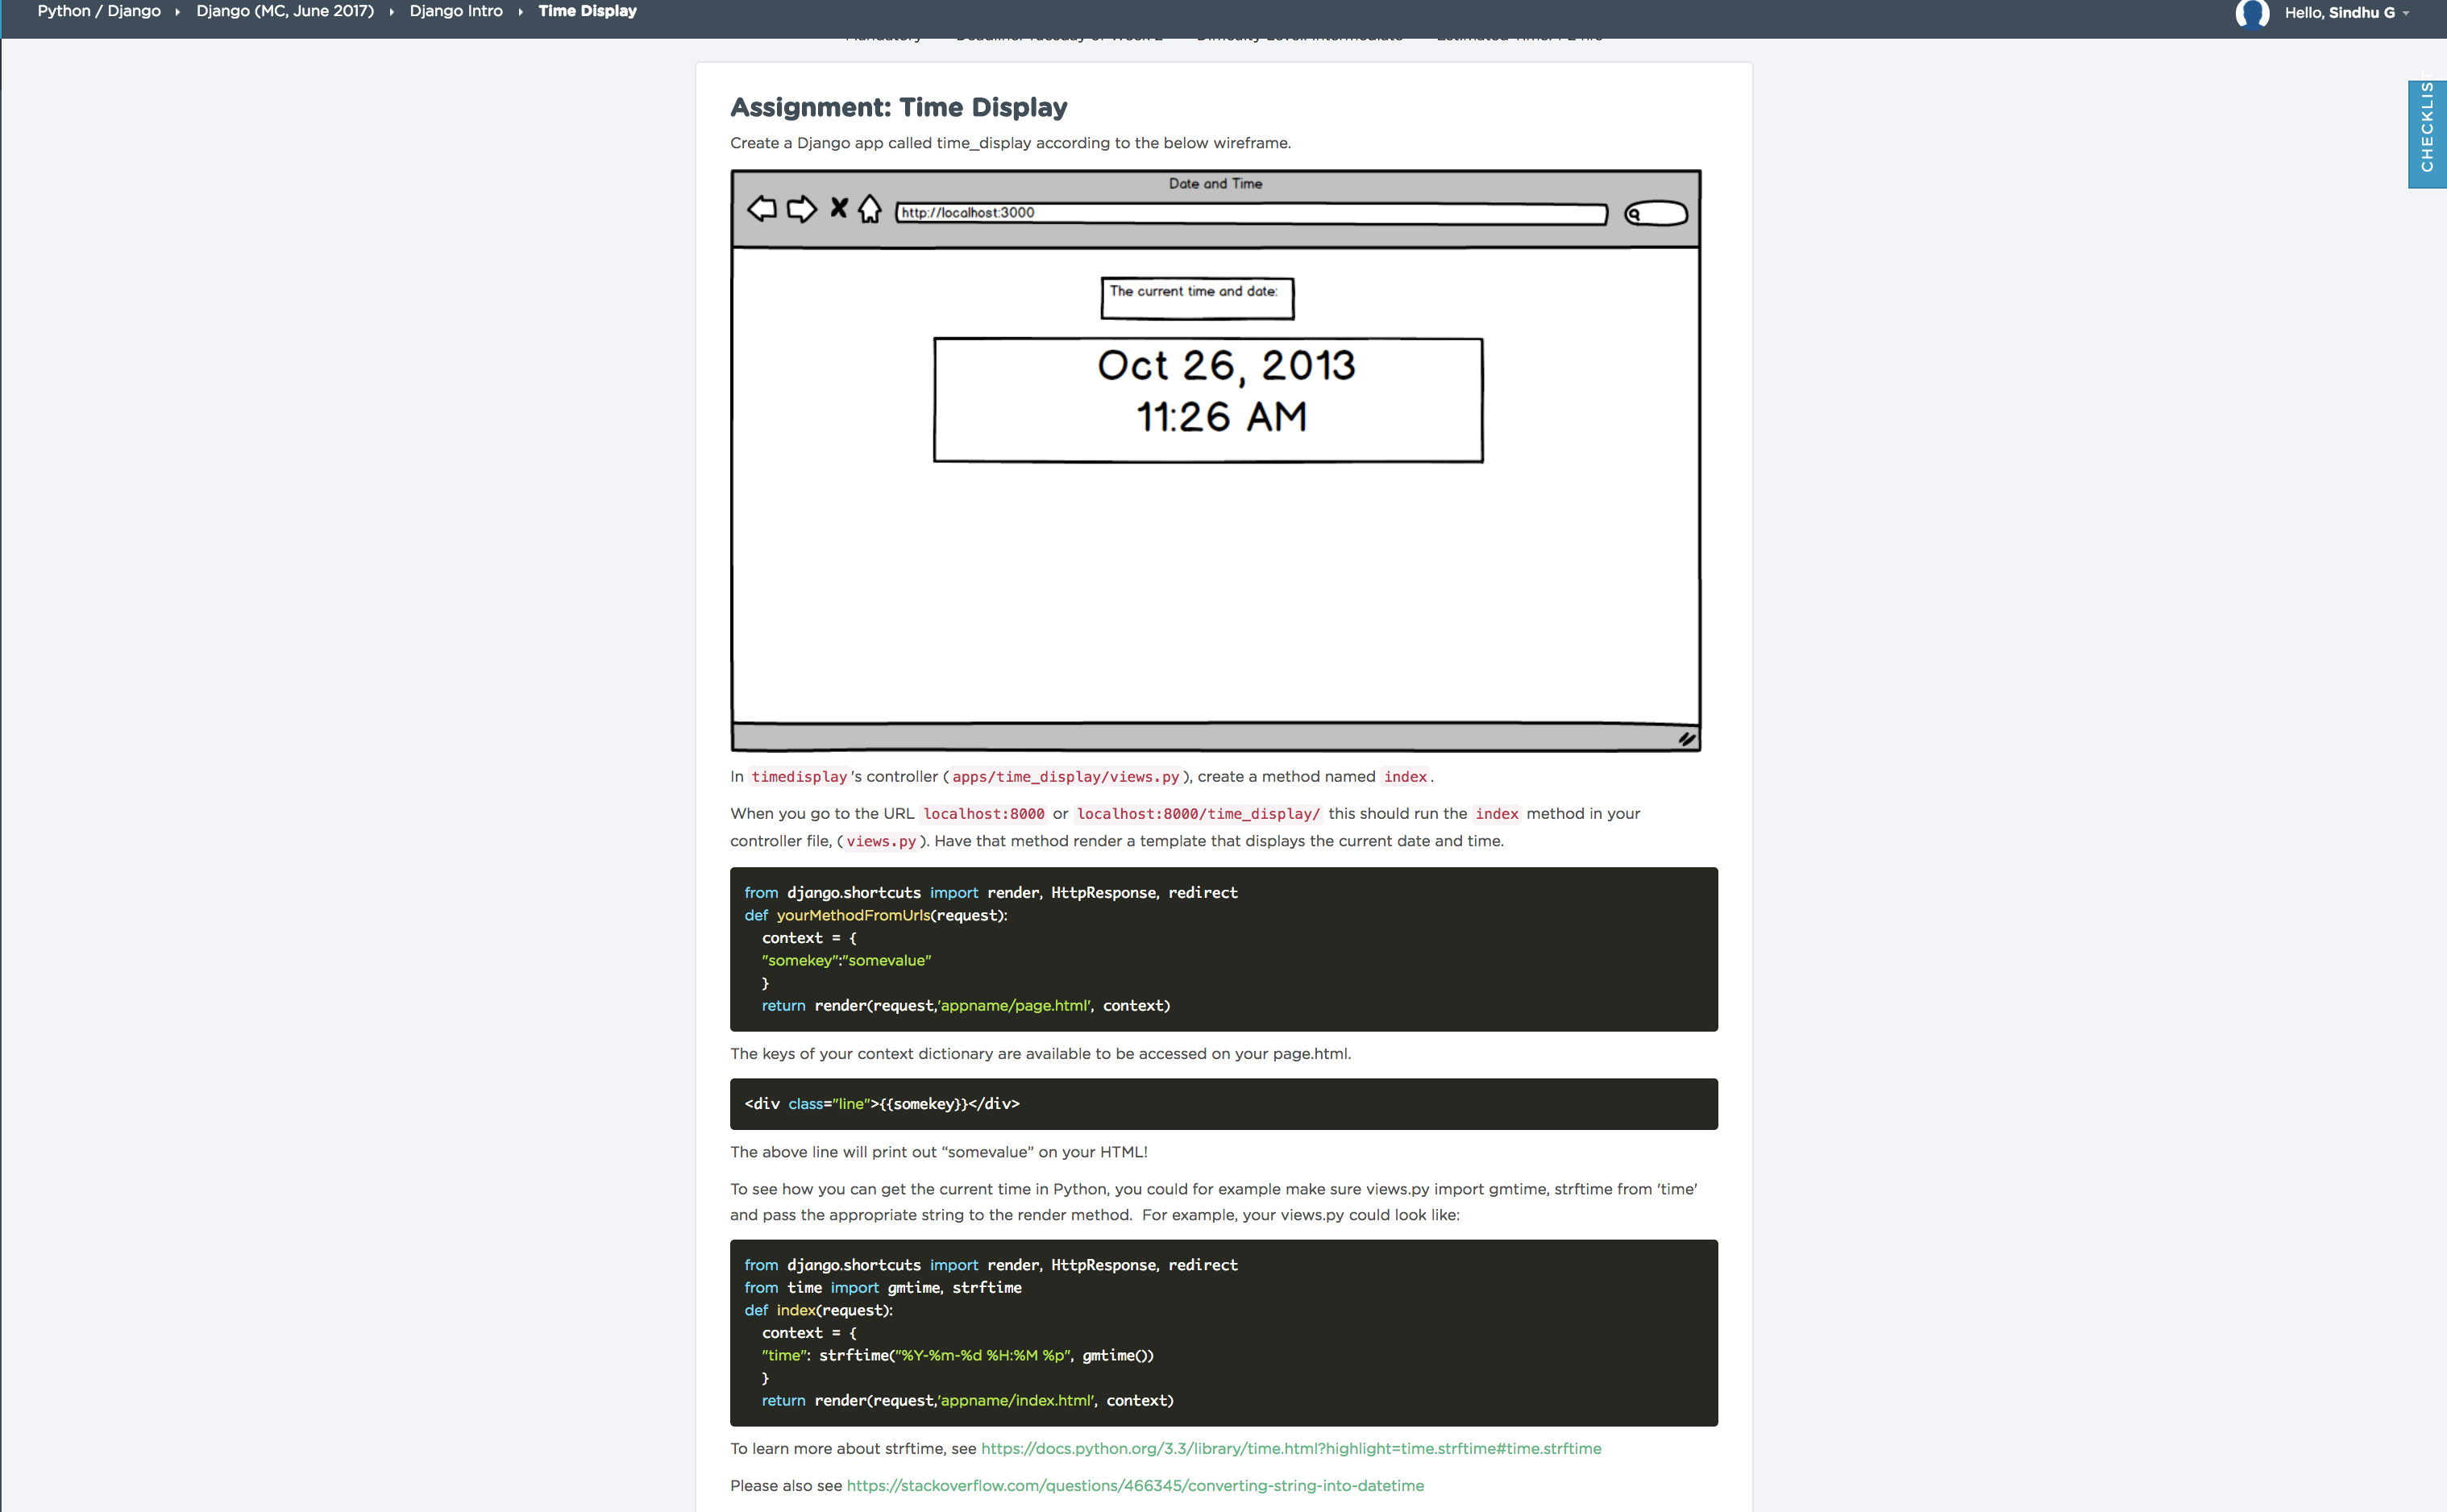 Python / Django ▸ Django (MC, June 2017) ▸ Django Intro ▸ Time Display
Hello, Sindhu G
CHECKLIST
Assignment: Time Display
Create a Django app called time_display according to the below wireframe.
Date and Time
http://localhost:3000
The current time and date:
Oct 26, 2013
11:26 AM
In timedisplay's controller (apps/time_display/views.py), create a method named index.
When you go to the URL localhost:8000 or localhost:8000/time_display/ this should run the index method in your
controller file, (views.py). Have that method render a template that displays the current date and time.
from django.shortcuts import render, HttpResponse, redirect
def yourMethodFromUrls(request):
  context = {
  "somekey":"somevalue"
  }
  return render(request,'appname/page.html', context)
The keys of your context dictionary are available to be accessed on your page.html.
<div class="line">{{somekey}}</div>
The above line will print out “somevalue” on your HTML!
To see how you can get the current time in Python, you could for example make sure views.py import gmtime, strftime from 'time'
and pass the appropriate string to the render method.  For example, your views.py could look like:
from django.shortcuts import render, HttpResponse, redirect
from time import gmtime, strftime
def index(request):
  context = {
  "time": strftime("%Y-%m-%d %H:%M %p", gmtime())
  }
  return render(request,'appname/index.html', context)
To learn more about strftime, see https://docs.python.org/3.3/library/time.html?highlight=time.strftime#time.strftime
Please also see https://stackoverflow.com/questions/466345/converting-string-into-datetime